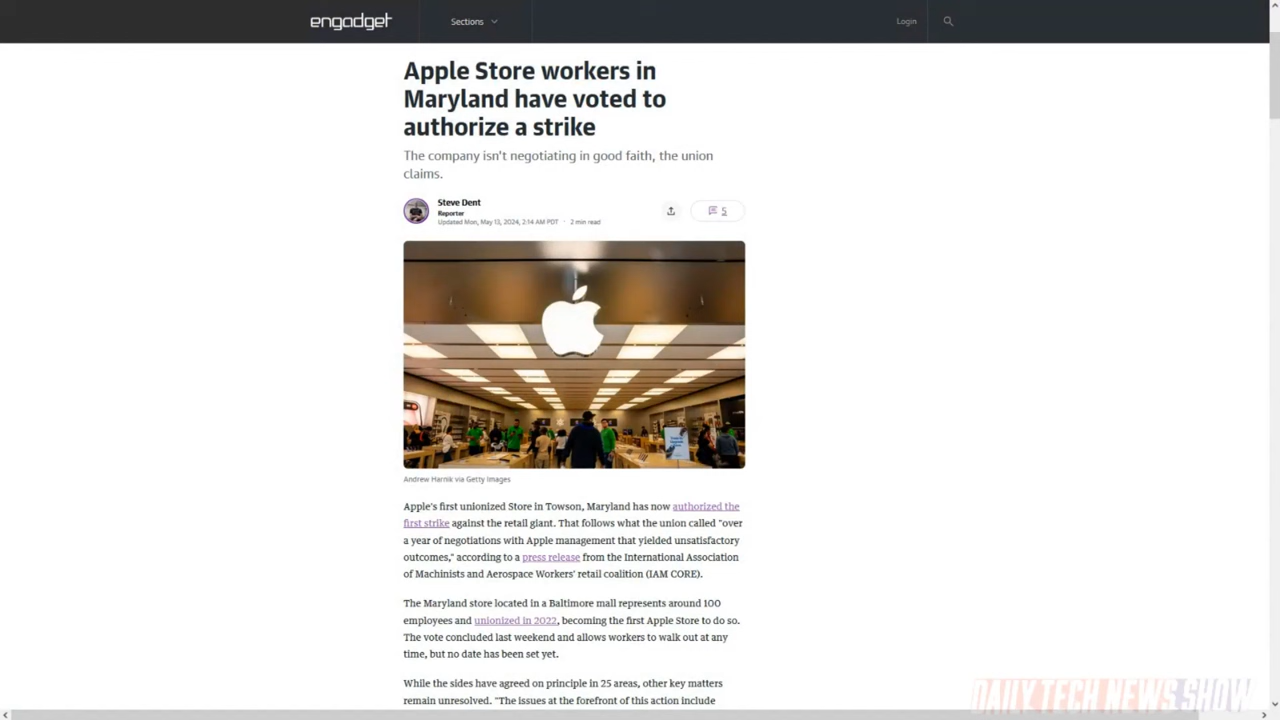 engadget
Sections
Login
Apple Store workers in
Maryland have voted to
authorize a strike
The company isn't negotiating in good faith, the union
claims.
Steve Dent
Reporter
Updated Mon, May 13, 2024, 2:14 AM PDT · 2 min read
5
Andrew Harnik via Getty Images
Apple's first unionized Store in Towson, Maryland has now authorized the
first strike against the retail giant. That follows what the union called "over
a year of negotiations with Apple management that yielded unsatisfactory
outcomes," according to a press release from the International Association
of Machinists and Aerospace Workers' retail coalition (IAM CORE).
The Maryland store located in a Baltimore mall represents around 100
employees and unionized in 2022, becoming the first Apple Store to do so.
The vote concluded last weekend and allows workers to walk out at any
time, but no date has been set yet.
While the sides have agreed on principle in 25 areas, other key matters
remain unresolved. "The issues at the forefront of this action include
DAILY TECH NEWS SHOW